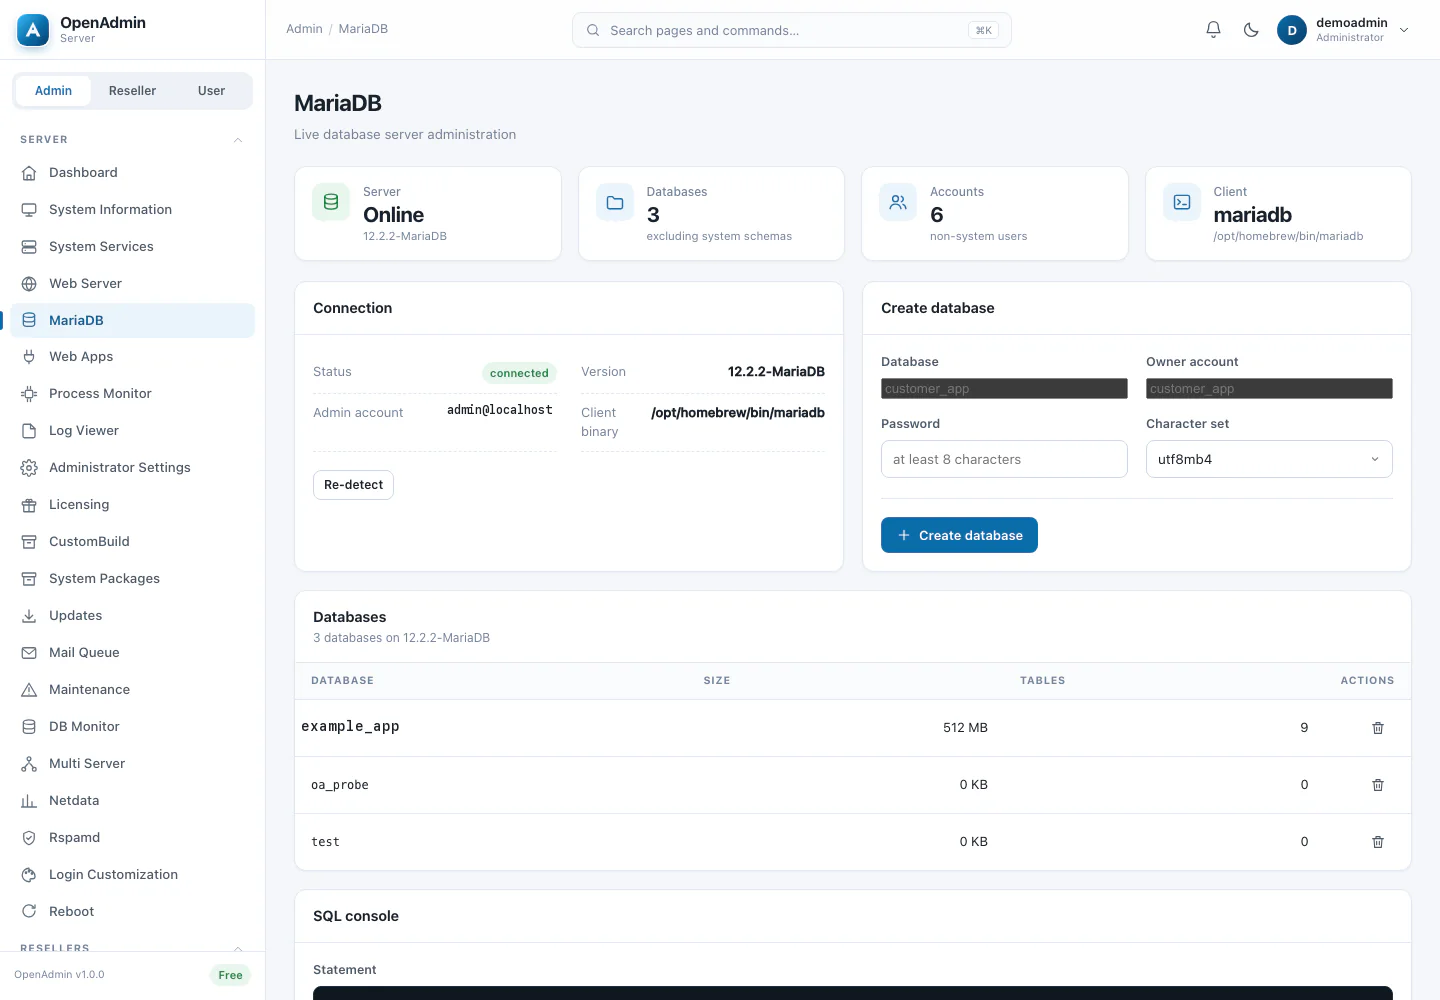 OpenAdmin
Server
Admin / MariaDB
Search pages and commands...
⌘K
D
demoadmin
Administrator
Admin
Reseller
User
SERVER
Dashboard
System Information
System Services
Web Server
MariaDB
Web Apps
Process Monitor
Log Viewer
Administrator Settings
Licensing
CustomBuild
System Packages
Updates
Mail Queue
Maintenance
DB Monitor
Multi Server
Netdata
Rspamd
Login Customization
Reboot
RESELLERS
OpenAdmin v1.0.0
Free
MariaDB
Live database server administration
Server
Online
12.2.2-MariaDB
Databases
3
excluding system schemas
Accounts
6
non-system users
Client
mariadb
/opt/homebrew/bin/mariadb
Connection
Status
connected
Version
12.2.2-MariaDB
Admin account
admin@localhost
Client
binary
/opt/homebrew/bin/mariadb
Re-detect
Create database
Database
Owner account
customer_app
customer_app
Password
Character set
at least 8 characters
utf8mb4
Create database
Databases
3 databases on 12.2.2-MariaDB
DATABASE SIZE TABLES ACTIONS
example_app 512 MB 9
oa_probe 0 KB 0
test 0 KB 0
SQL console
Statement